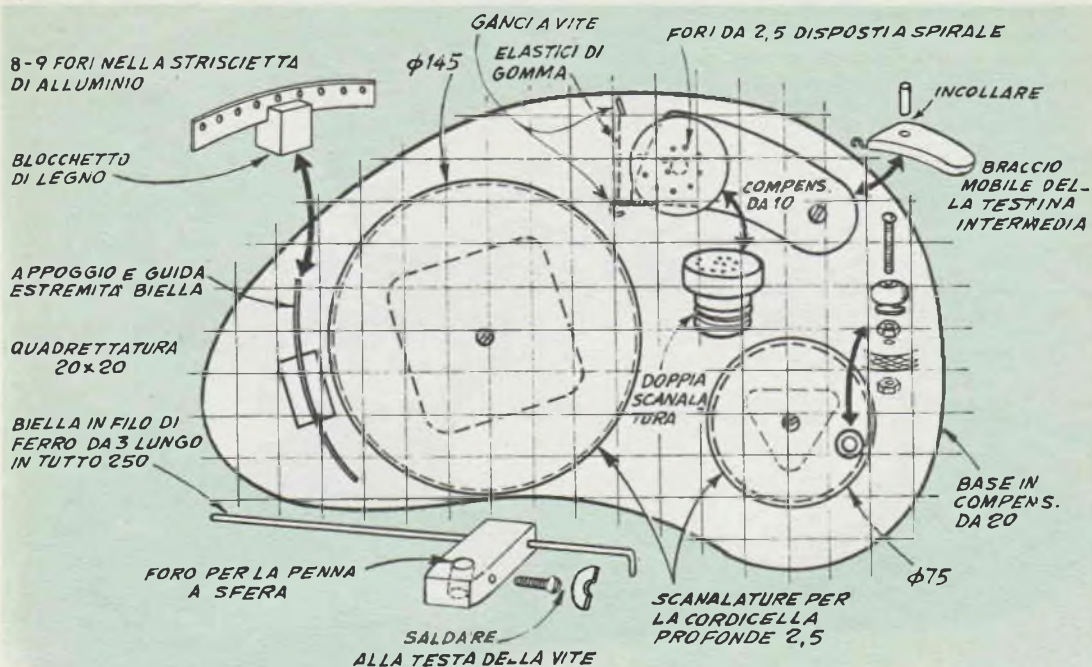 GANCI A VITE
ELASTICI DI
GOMMA
FORI DA 2,5 DISPOSTI A SPIRALE
8-9 FORI NELLA STRISCIETTA
DI ALLUMINIO
φ145
INCOLLARE
BLOCCHETTO
DI LEGNO
COMPENS.
DA 10
BRACCIO
MOBILE DEL-
LA TESTINA
INTERMEDIA
APPOGGIO E GUIDA
ESTREMITÀ BIELLA
QUADRETTATURA
20x20
DOPPIA
SCANALA
TURA
BIELLA IN FILO DI
FERRO DA 3 LUNGO
IN TUTTO 250
BASE IN
COMPENS.
DA 20
FORO PER LA PENNA
A SFERA
φ75
SCANALATURE PER
LA CORDICELLA
PROFONDE 2,5
SALDARE
ALLA TESTA DELLA VITE